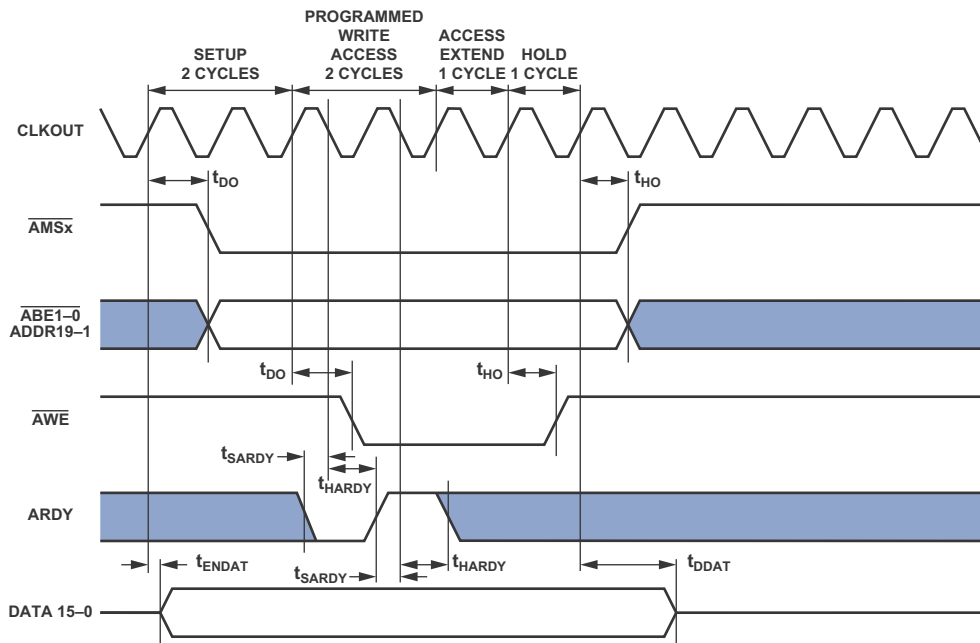 SETUP
2 CYCLES
PROGRAMMED
WRITE
ACCESS
2 CYCLES
ACCESS
EXTEND
1 CYCLE
HOLD
1 CYCLE
CLKOUT
tDO
tHO
AMSx
ABE1–0
ADDR19–1
tDO
tHO
AWE
tSARDY
tHARDY
ARDY
tENDAT
tSARDY
tHARDY
tDDAT
DATA 15–0